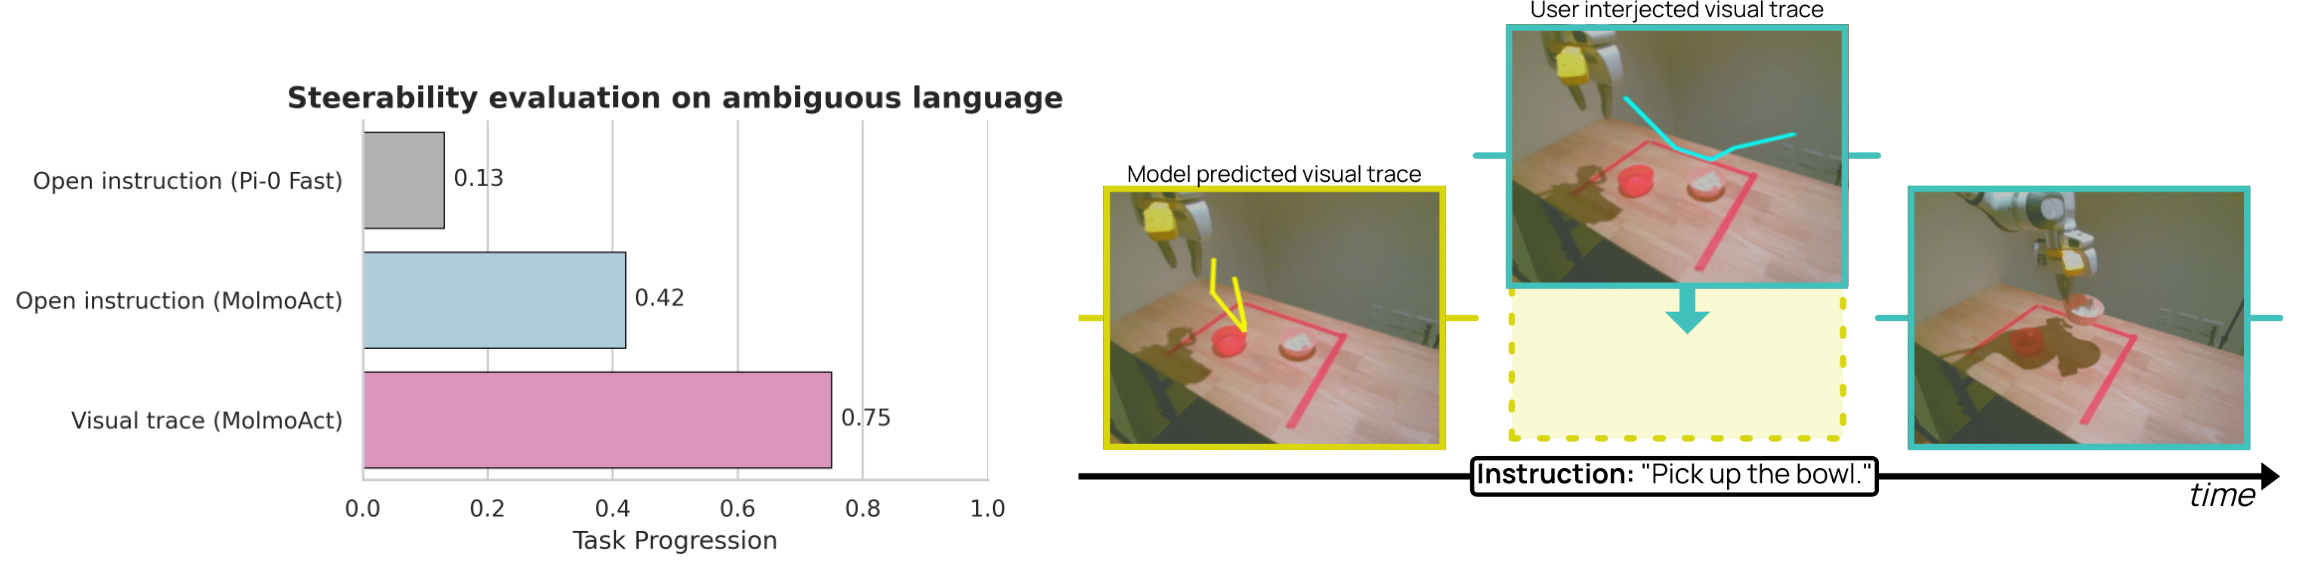 Steerability evaluation on ambiguous language
Open instruction (Pi-0 Fast)
0.13
Open instruction (MolmoAct)
0.42
Visual trace (MolmoAct)
0.75
0.0 0.2 0.4 0.6 0.8 1.0
Task Progression
User interjected visual trace
Model predicted visual trace
Instruction: "Pick up the bowl."
time